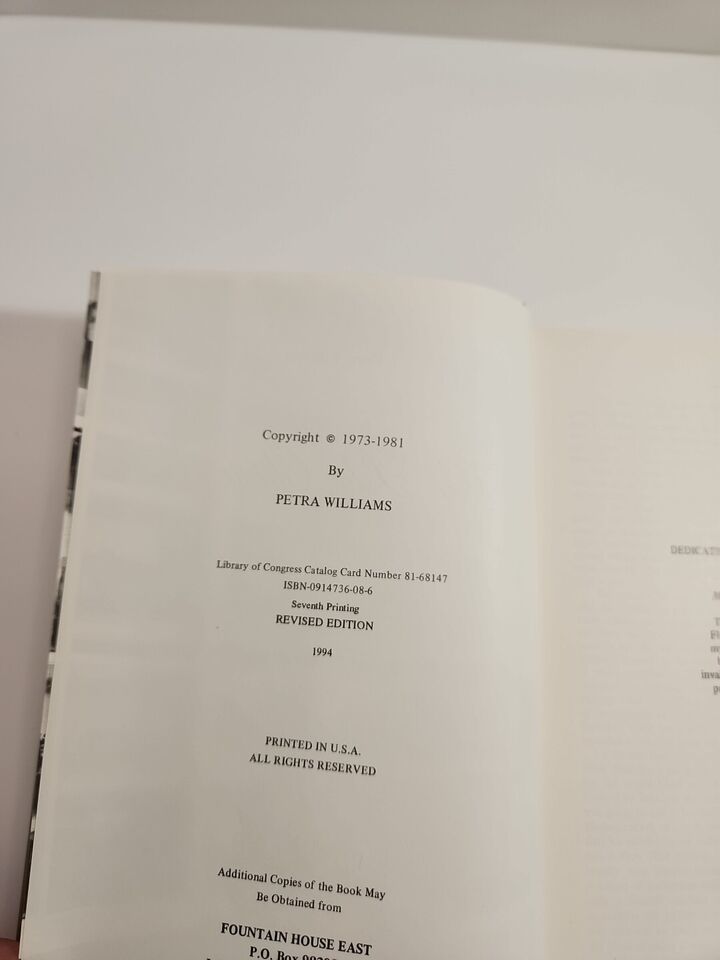 Copyright © 1973-1981
By
PETRA WILLIAMS
Library of Congress Catalog Card Number 81-68147
ISBN-0914736-08-6
Seventh Printing
REVISED EDITION
1994
PRINTED IN U.S.A.
ALL RIGHTS RESERVED
Additional Copies of the Book May
Be Obtained from
FOUNTAIN HOUSE EAST
P.O. Box